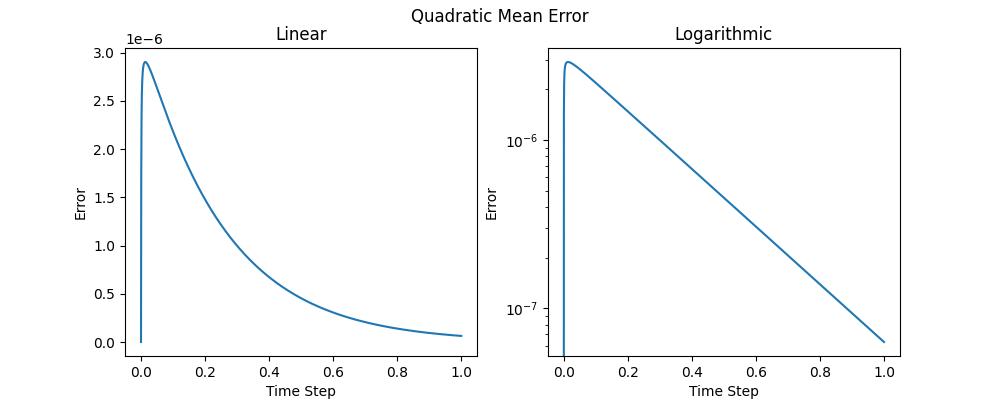 Quadratic Mean Error
Linear
1e−6
3.0
2.5
2.0
1.5
1.0
0.5
0.0
Error
0.0 0.2 0.4 0.6 0.8 1.0
Time Step
Logarithmic
10⁻⁶
10⁻⁷
Error
0.0 0.2 0.4 0.6 0.8 1.0
Time Step